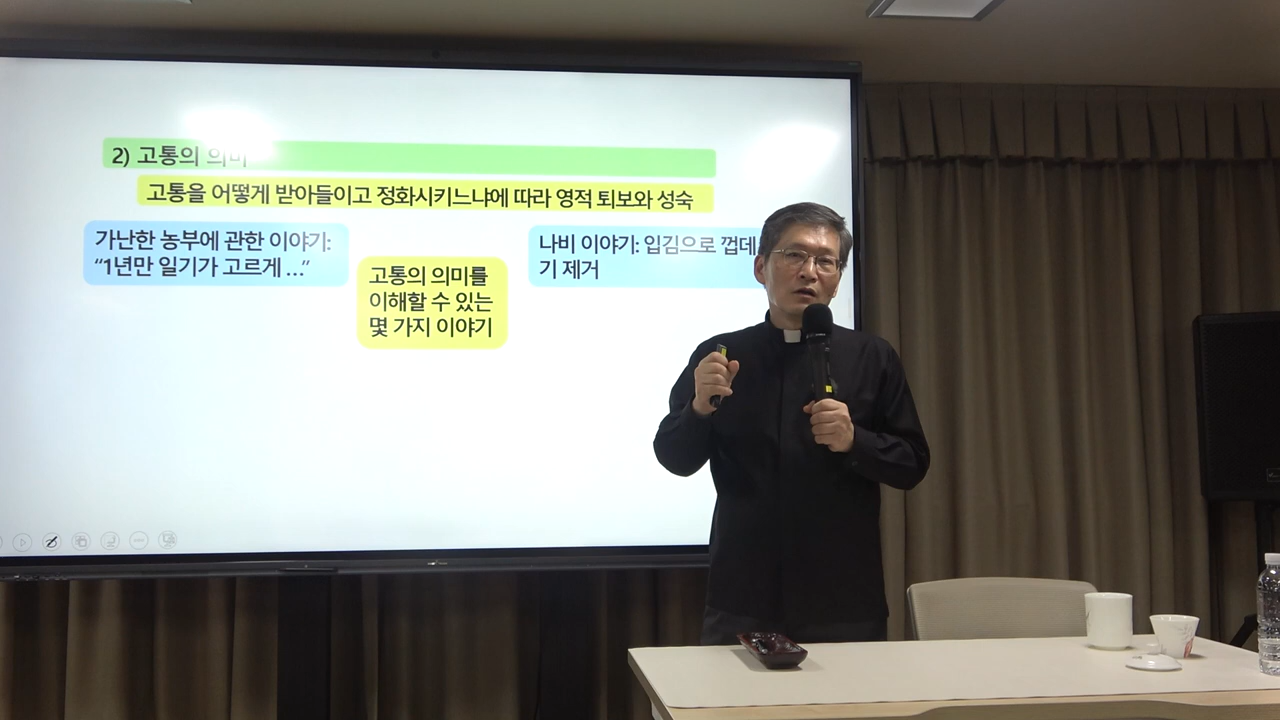 2) 고통의 의미
고통을 어떻게 받아들이고 정화시키느냐에 따라 영적 퇴보와 성숙
가난한 농부에 관한 이야기:
“1년만 일기가 고르게 ...”
고통의 의미를
이해할 수 있는
몇 가지 이야기
나비 이야기: 입김으로 껍데
기 제거